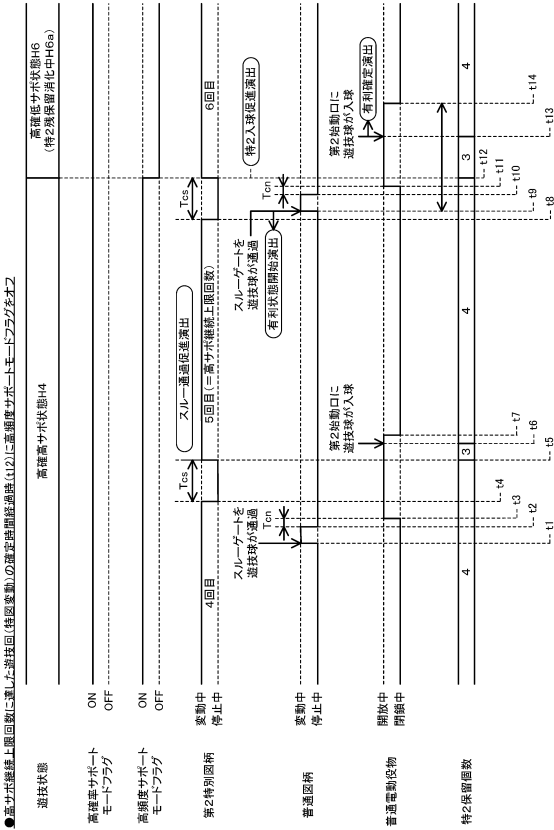 ●高サポ継続上限回数に達した遊技回(特図変動)の確定時間経過時(t12)に高頻度サポートモードフラグをオフ
遊技状態
高確高サポ状態H4
高確低サポ状態H6
(特2残保留消化中H6a)
高確率サポート
モードフラグ
ON
OFF
高頻度サポート
モードフラグ
ON
OFF
スルー通過促進演出
第2特別図柄
変動中
停止中
4回目
Tcs
5回目(=高サポ継続上限回数)
Tcs
6回目
スルーゲートを
遊技球が通過
スルーゲートを
遊技球が通過
有利状態開始演出
特2入球促進演出
普通図柄
変動中
停止中
Tcn
Tcn
第2始動口に
遊技球が入球
第2始動口に
遊技球が入球
有利確定演出
普通電動役物
開放中
閉鎖中
特2保留個数
4
3
4
3
4
t1
t2
t3
t4
t5
t6
t7
t8
t9
t10
t11
t12
t13
t14